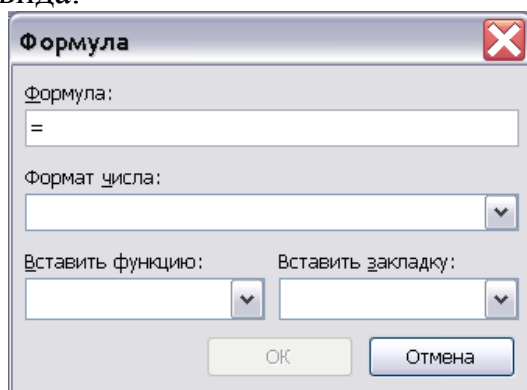 вида:
Формула
Формула:
=
Формат числа:
Вставить функцию: Вставить закладку:
ОК Отмена